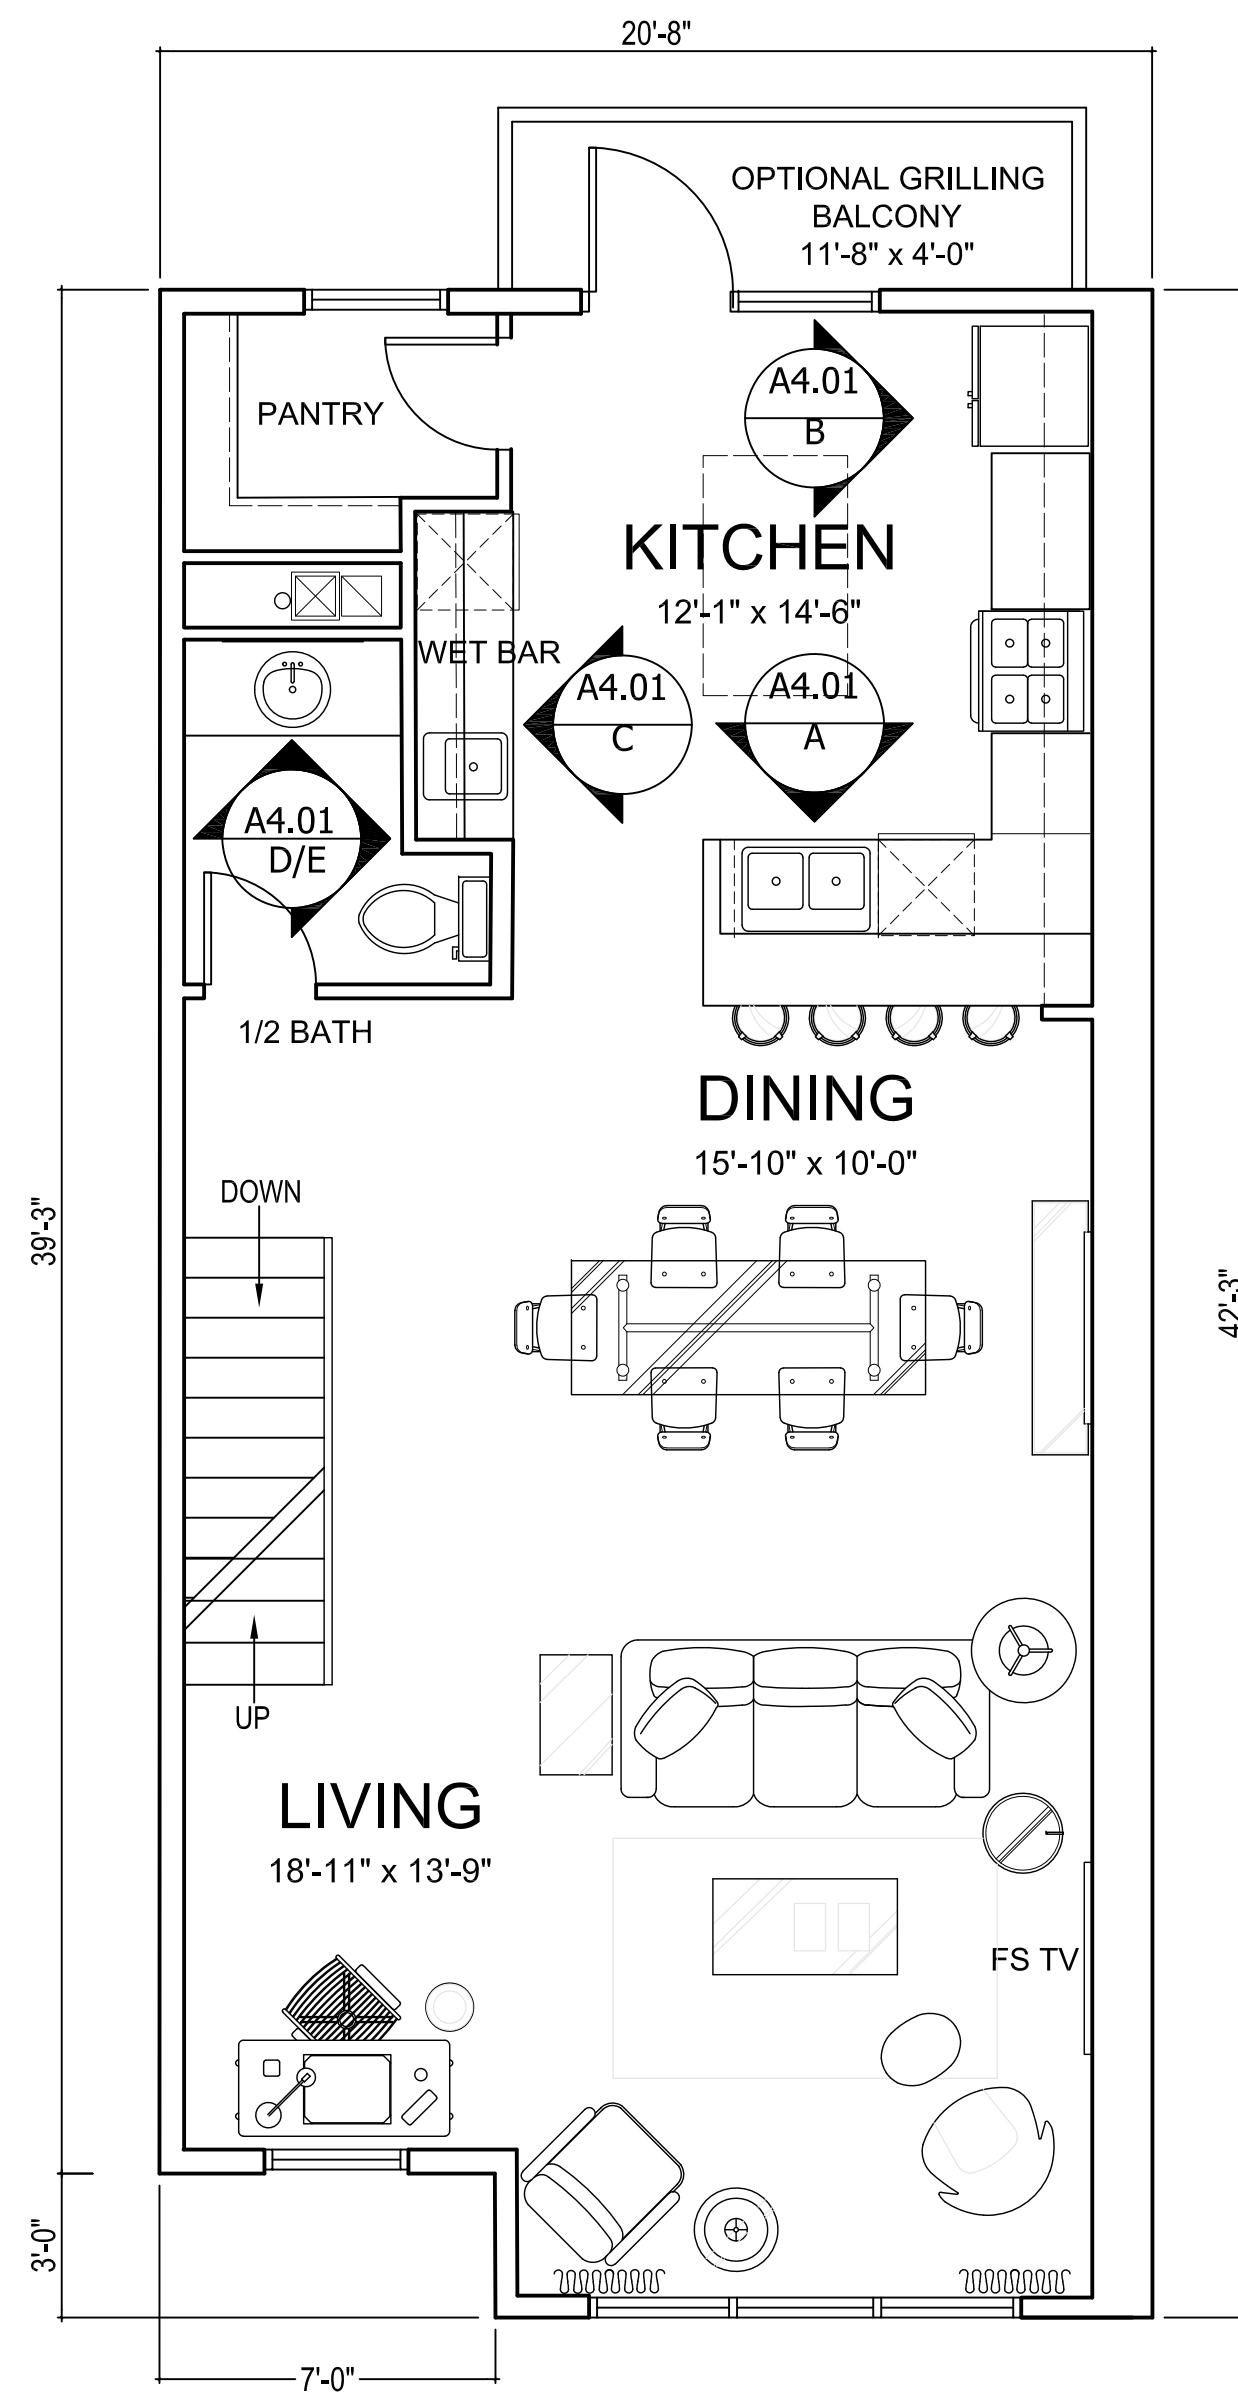 20'-8"
OPTIONAL GRILLING
BALCONY
11'-8" x 4'-0"
A4.01
B
PANTRY
KITCHEN
12'-1" x 14'-6"
WET BAR
A4.01
C
A4.01
A
A4.01
D/E
1/2 BATH
DINING
15'-10" x 10'-0"
DOWN
39'-3"
42'-3"
UP
LIVING
18'-11" x 13'-9"
FS TV
3'-0"
7'-0"